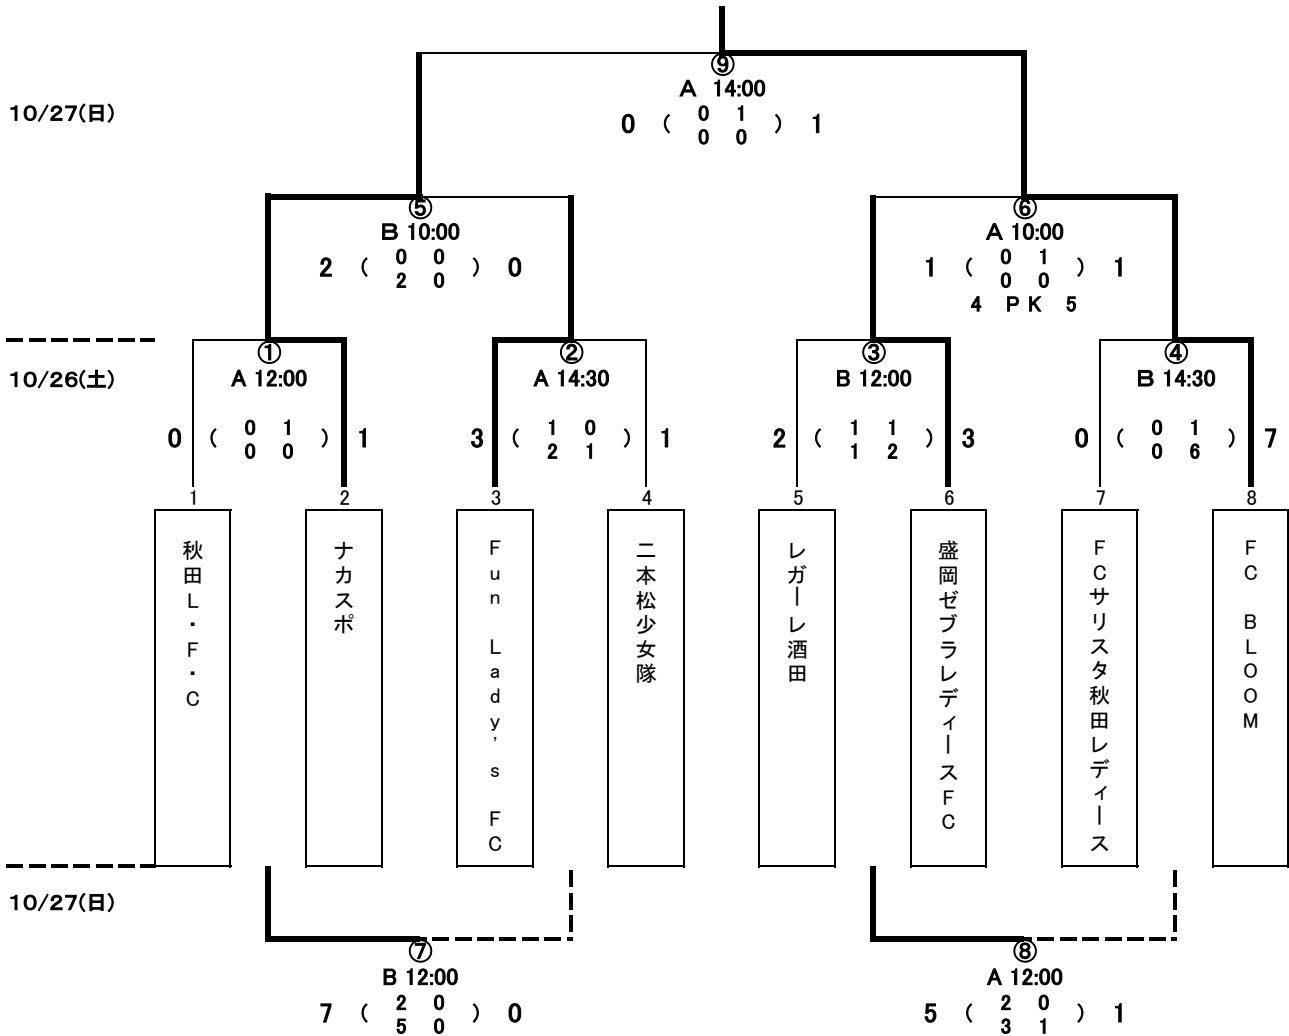 ⑨
A 14:00
10/27(日)
0 ( 0 1 ) 1
0 0
⑤ ⑥
B 10:00 A 10:00
2 ( 0 0 ) 0 1 ( 0 1 ) 1
2 0 0 0
4 PK 5
① ② ③ ④
10/26(土) A 12:00 A 14:30 B 12:00 B 14:30
0 ( 0 1 ) 1 3 ( 1 0 ) 1 2 ( 1 1 ) 3 0 ( 0 1 ) 7
0 0 2 1 1 2 0 6
1 2 3 4 5 6 7 8
秋田L・F・C
ナカスポ
Fun Lady's FC
二本松少女隊
レガーレ酒田
盛岡ゼブラレディースFC
FCサリスタ秋田レディース
FC BLOOM
10/27(日)
⑦ ⑧
B 12:00 A 12:00
7 ( 2 0 ) 0 5 ( 2 0 ) 1
5 0 3 1